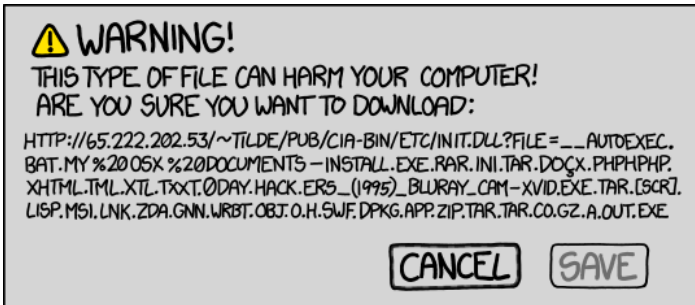 WARNING!
THIS TYPE OF FILE CAN HARM YOUR COMPUTER!
ARE YOU SURE YOU WANT TO DOWNLOAD:
HTTP://65.222.202.53/~TILDE/PUB/CIA-BIN/ETC/INIT.DLL?FILE=__AUTOEXEC.
BAT.MY%20OSX%20DOCUMENTS-INSTALL.EXE.RAR.INI.TAR.DOÇX.PHPHPHP.
XHTML.TML.XTL.TXXT.0DAY.HACK.ERS_(1995)_BLURAY_CAM-XVID.EXE.TAR.[SCR].
LISP.MSI.LNK.ZDA.GNN.WRBT.OBJ.O.H.SWF.DPKG.APP.ZIP.TAR.TAR.CO.GZ.A.OUT.EXE
CANCEL SAVE